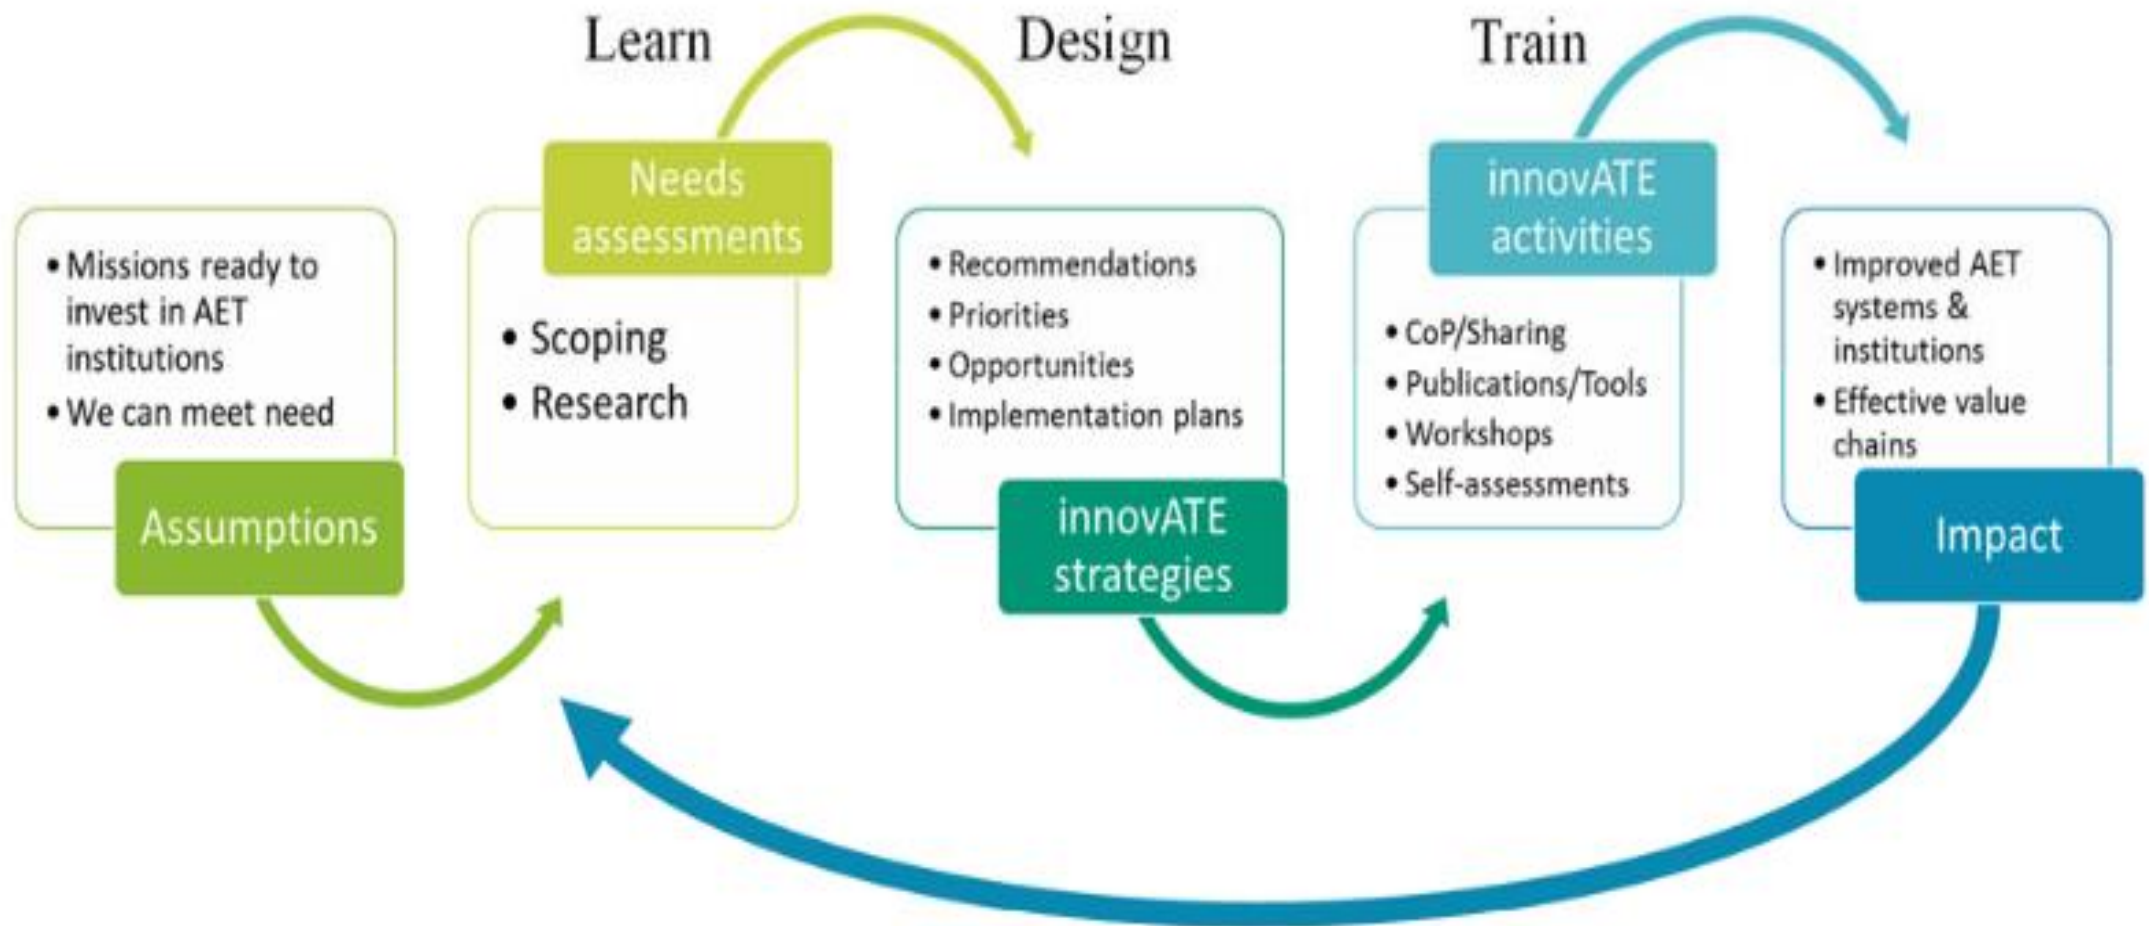 Learn
Design
Train
• Missions ready to
invest in AET
institutions
• We can meet need
Assumptions
Needs
assessments
• Scoping
• Research
• Recommendations
• Priorities
• Opportunities
• Implementation plans
innovATE
strategies
innovATE
activities
• CoP/Sharing
• Publications/Tools
• Workshops
• Self-assessments
• Improved AET
systems &
institutions
• Effective value
chains
Impact